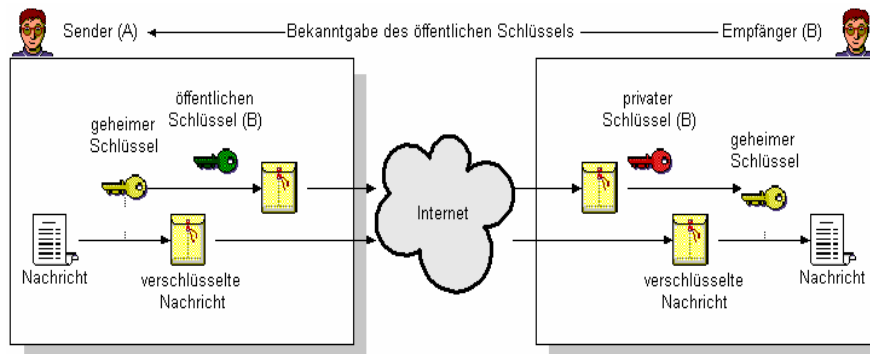 Sender (A)
Bekanntgabe des öffentlichen Schlüssels
Empfänger (B)
öffentlichen
Schlüssel (B)
geheimer
Schlüssel
Nachricht
verschlüsselte
Nachricht
Internet
privater
Schlüssel (B)
geheimer
Schlüssel
verschlüsselte
Nachricht
Nachricht